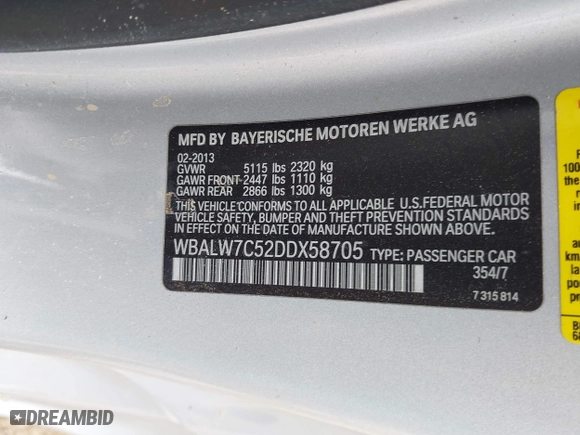 MFD BY BAYERISCHE MOTOREN WERKE AG
02-2013
GVWR 5115 lbs 2320 kg
GAWR FRONT 2447 lbs 1110 kg
GAWR REAR 2866 lbs 1300 kg
THIS VEHICLE CONFORMS TO ALL APPLICABLE U.S. FEDERAL MOTOR
VEHICLE SAFETY, BUMPER AND THEFT PREVENTION STANDARDS
IN EFFECT ON THE DATE OF MANUFACTURE SHOWN ABOVE.
WBALW7C52DDX58705 TYPE: PASSENGER CAR
354/7
7 315 814
100
the
km/
DREAMBID